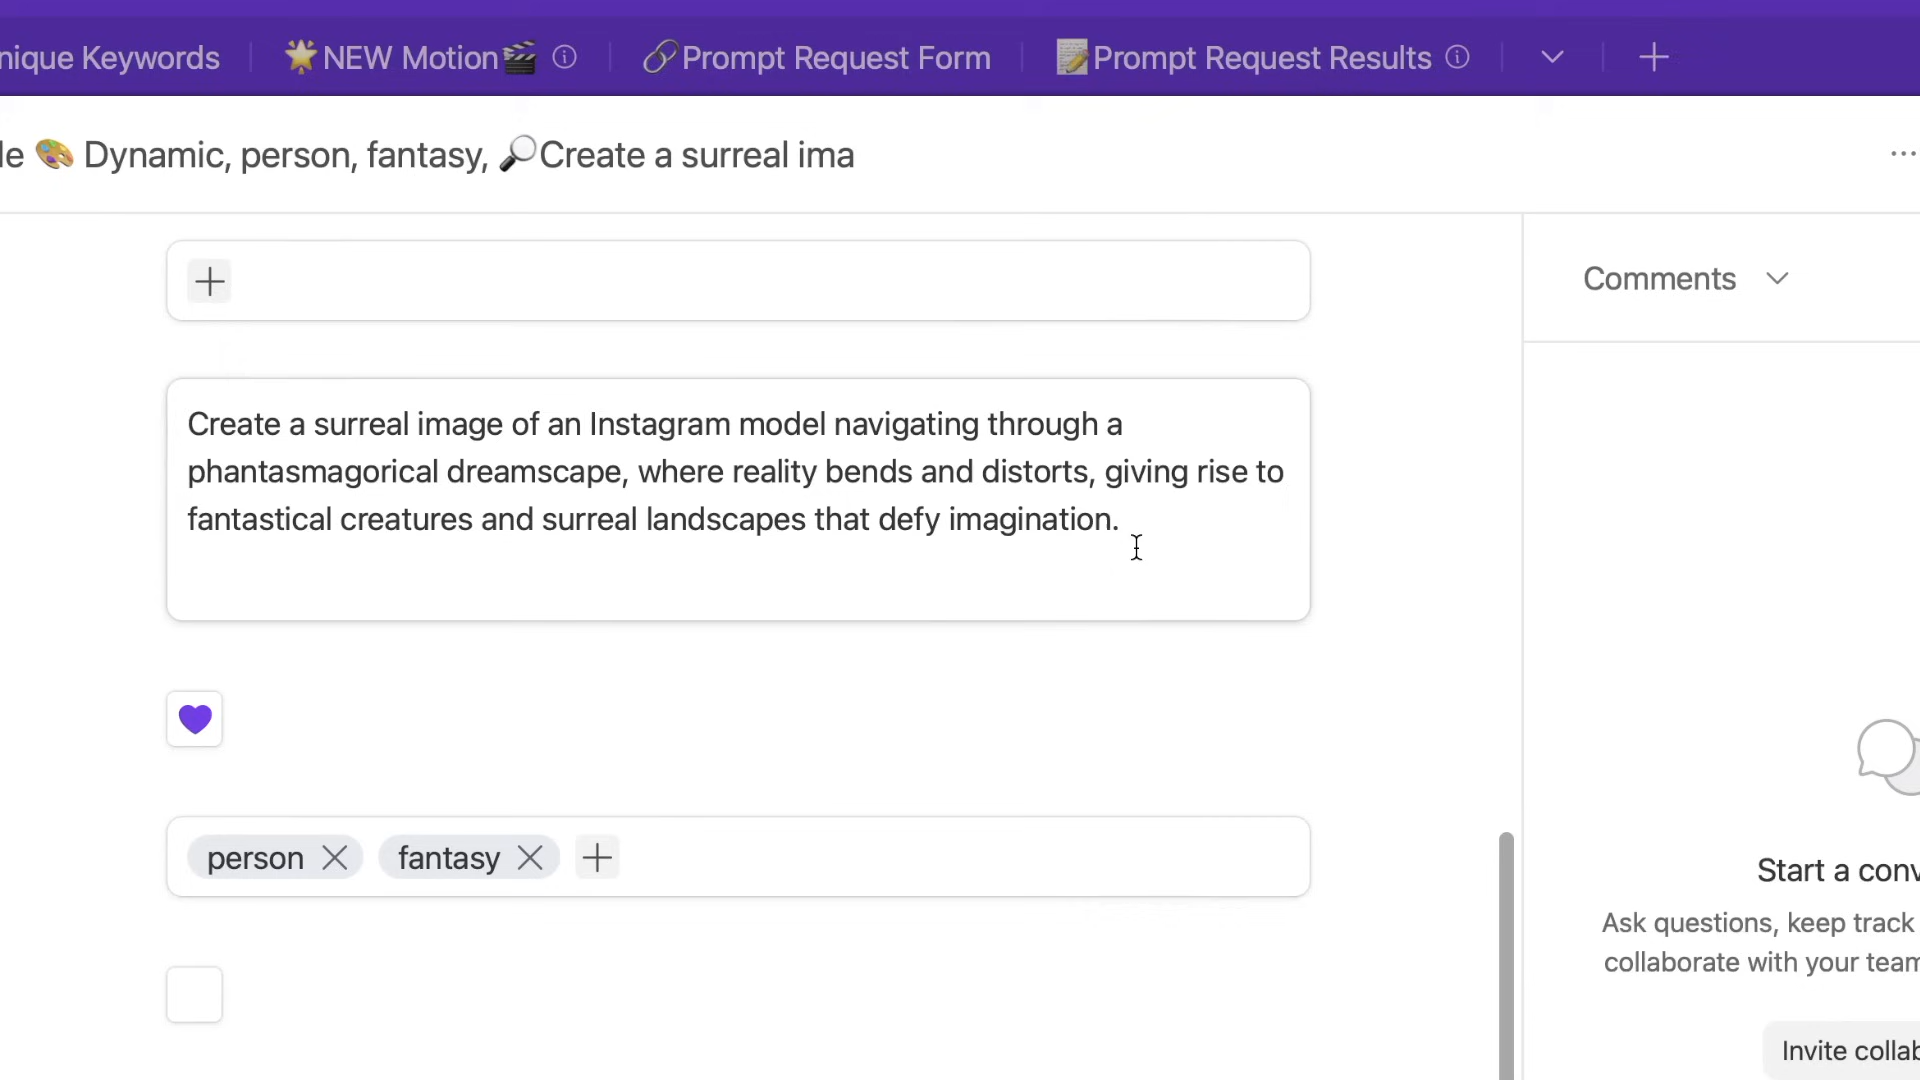 nique Keywords 🌟NEW Motion🎬 🔗Prompt Request Form 📝Prompt Request Results
le 🎨 Dynamic, person, fantasy, 🔎Create a surreal ima
Comments
Create a surreal image of an Instagram model navigating through a
phantasmagorical dreamscape, where reality bends and distorts, giving rise to
fantastical creatures and surreal landscapes that defy imagination.
person fantasy
Start a conv
Ask questions, keep track
collaborate with your team
Invite collab